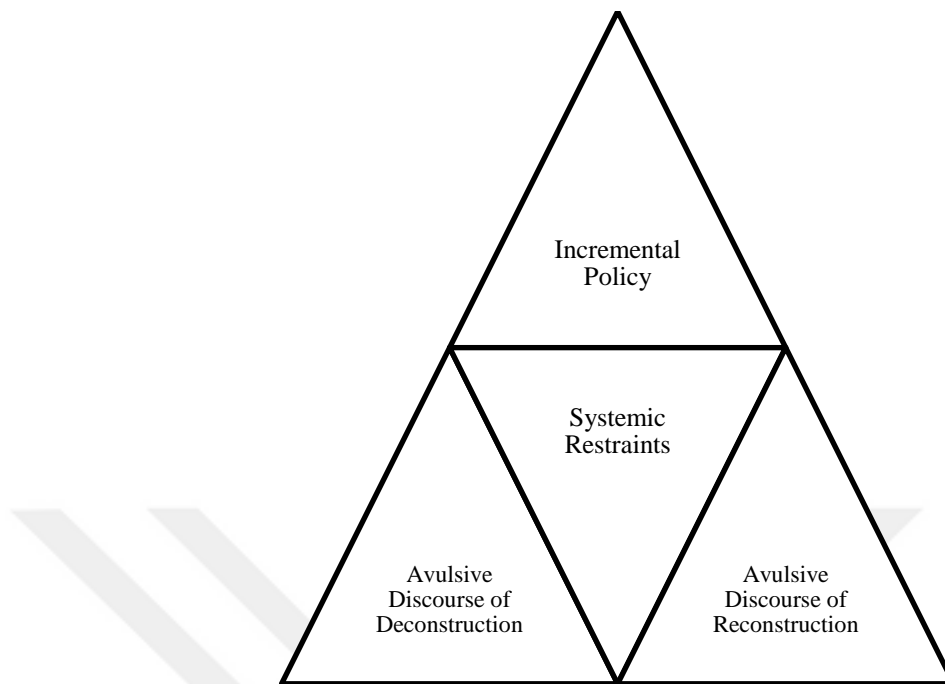 Incremental
Policy
Systemic
Restraints
Avulsive
Discourse of
Deconstruction
Avulsive
Discourse of
Reconstruction